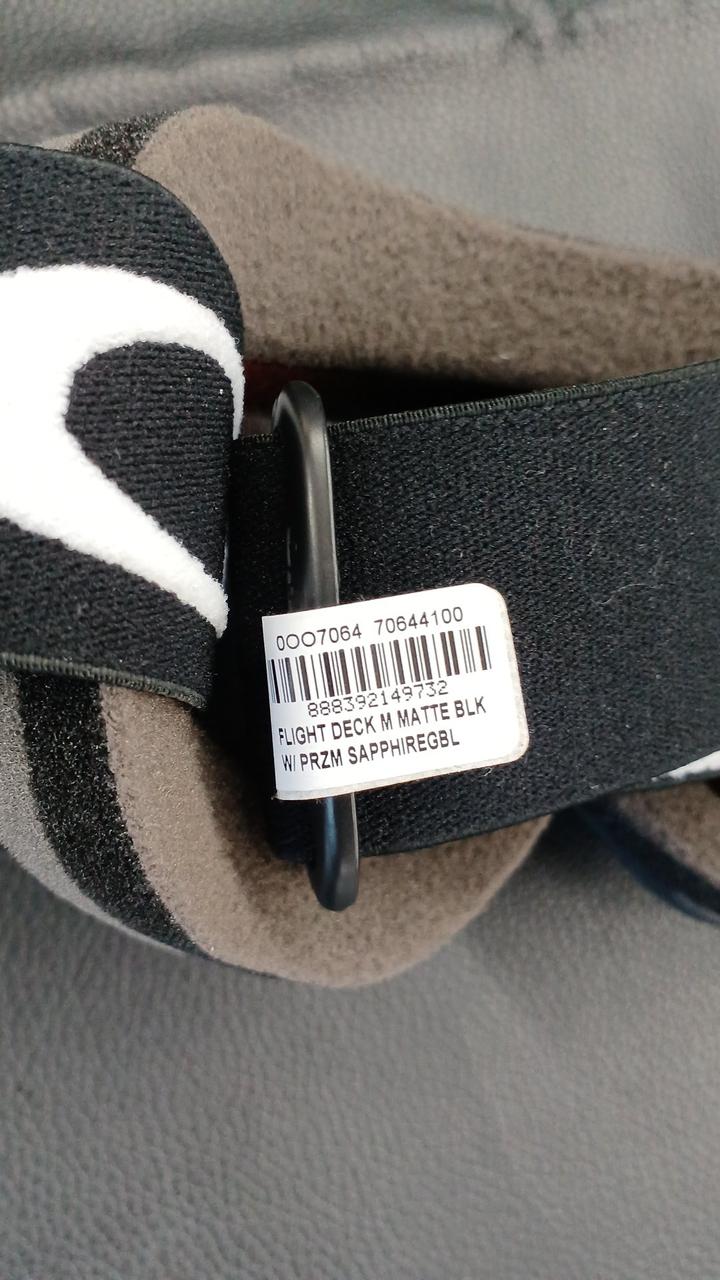 0OO7064 70644100
888392149732
FLIGHT DECK M MATTE BLK
W/ PRZM SAPPHIREGBL